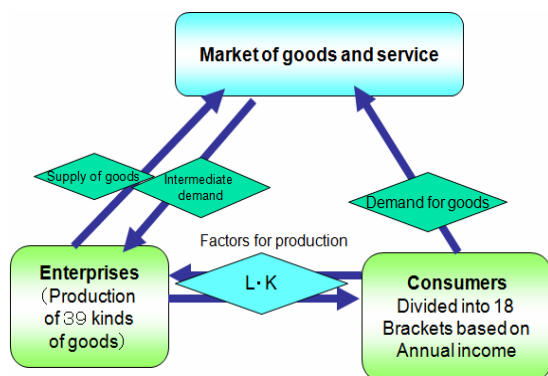 Market of goods and service
Supply of goods
Intermediate
demand
Demand for goods
Factors for production
L・K
Enterprises
（Production
of 39 kinds
of goods）
Consumers
Divided into 18
Brackets based on
Annual income